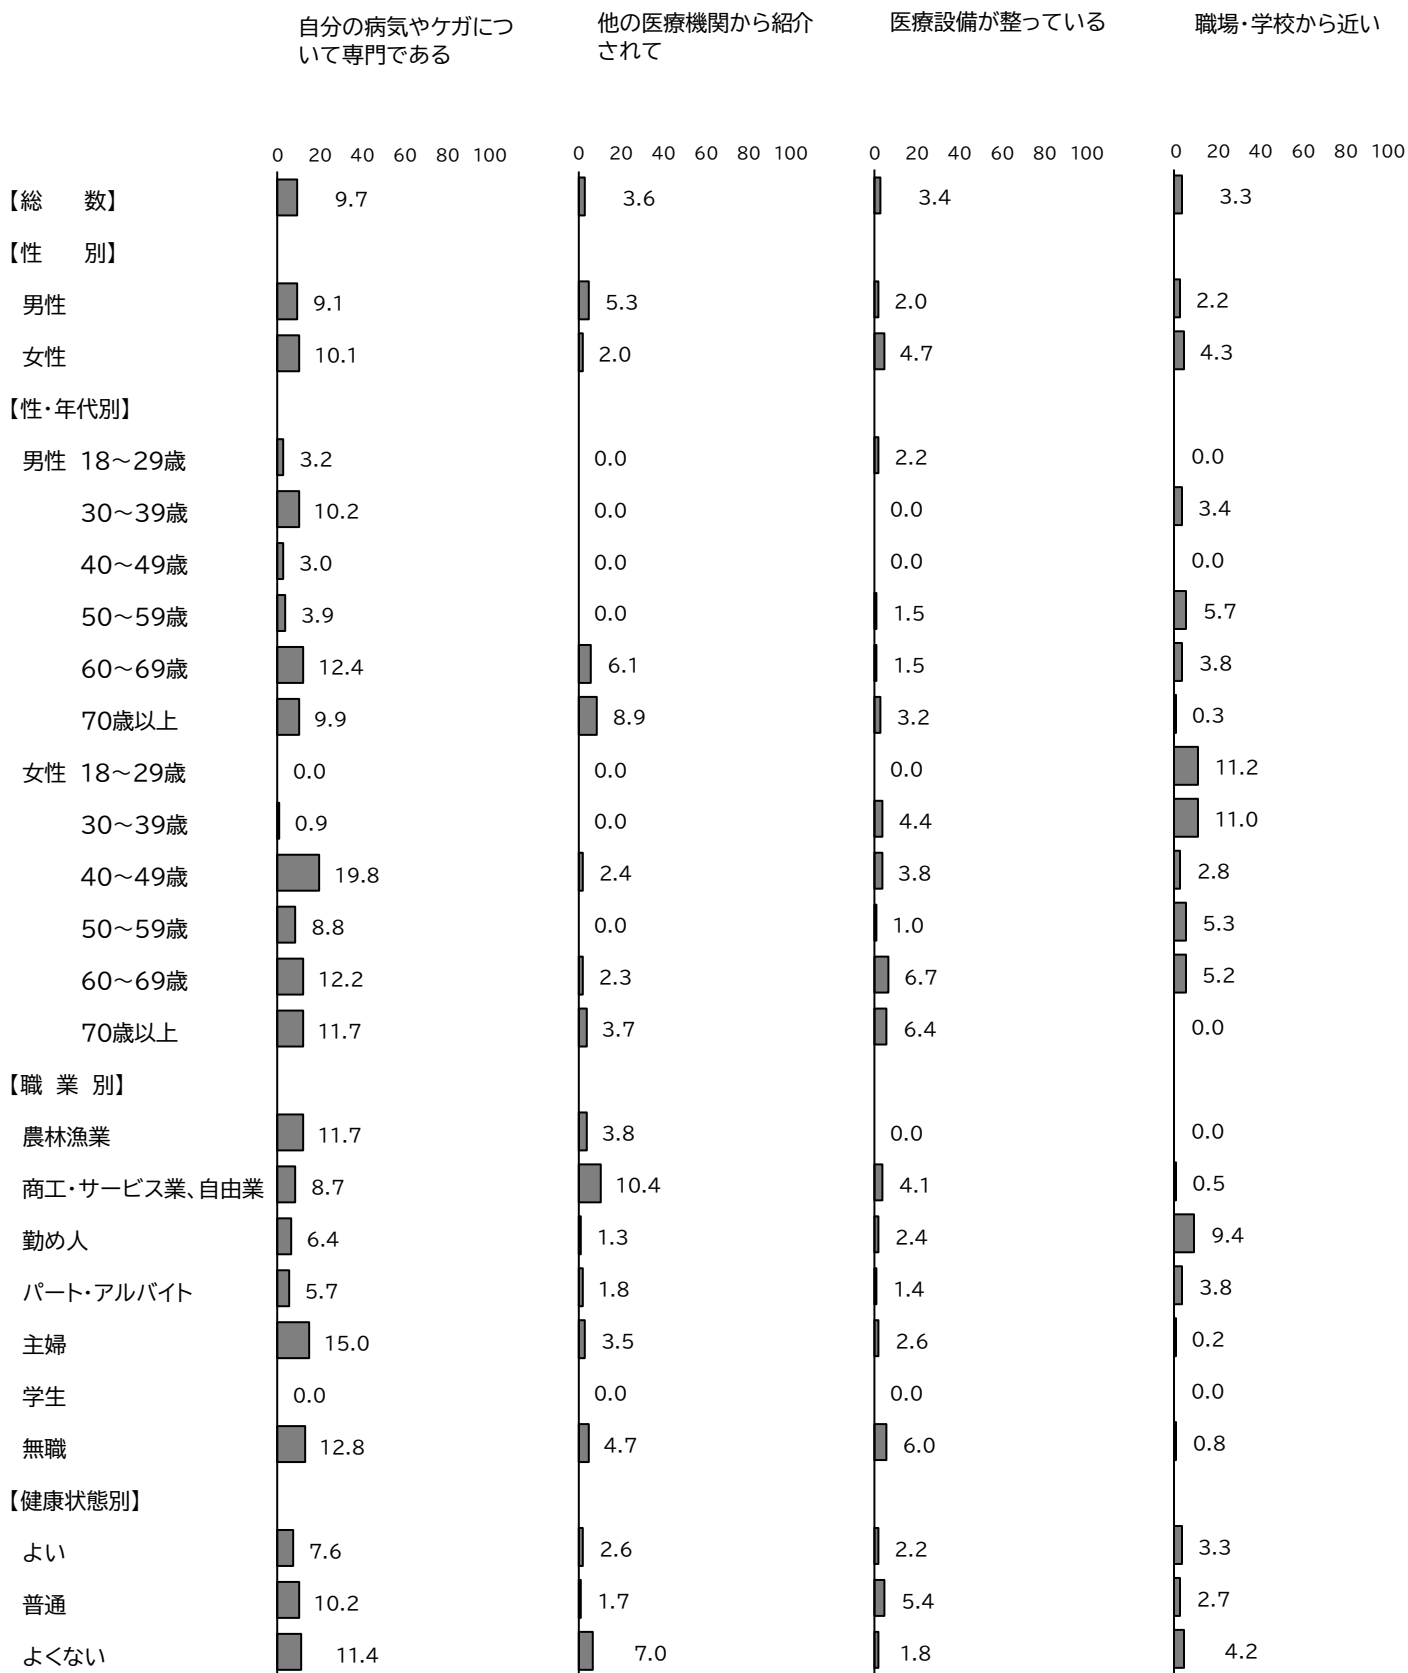 自分の病気やケガにつ
いて専門である
他の医療機関から紹介
されて
医療設備が整っている
職場・学校から近い
0 20 40 60 80 100 0 20 40 60 80 100 0 20 40 60 80 100 0 20 40 60 80 100
【総　数】 9.7 3.6 3.4 3.3
【性　別】
男性 9.1 5.3 2.0 2.2
女性 10.1 2.0 4.7 4.3
【性・年代別】
男性 18～29歳 3.2 0.0 2.2 0.0
30～39歳 10.2 0.0 0.0 3.4
40～49歳 3.0 0.0 0.0 0.0
50～59歳 3.9 0.0 1.5 5.7
60～69歳 12.4 6.1 1.5 3.8
70歳以上 9.9 8.9 3.2 0.3
女性 18～29歳 0.0 0.0 0.0 11.2
30～39歳 0.9 0.0 4.4 11.0
40～49歳 19.8 2.4 3.8 2.8
50～59歳 8.8 0.0 1.0 5.3
60～69歳 12.2 2.3 6.7 5.2
70歳以上 11.7 3.7 6.4 0.0
【職 業 別】
農林漁業 11.7 3.8 0.0 0.0
商工・サービス業、自由業 8.7 10.4 4.1 0.5
勤め人 6.4 1.3 2.4 9.4
パート・アルバイト 5.7 1.8 1.4 3.8
主婦 15.0 3.5 2.6 0.2
学生 0.0 0.0 0.0 0.0
無職 12.8 4.7 6.0 0.8
【健康状態別】
よい 7.6 2.6 2.2 3.3
普通 10.2 1.7 5.4 2.7
よくない 11.4 7.0 1.8 4.2